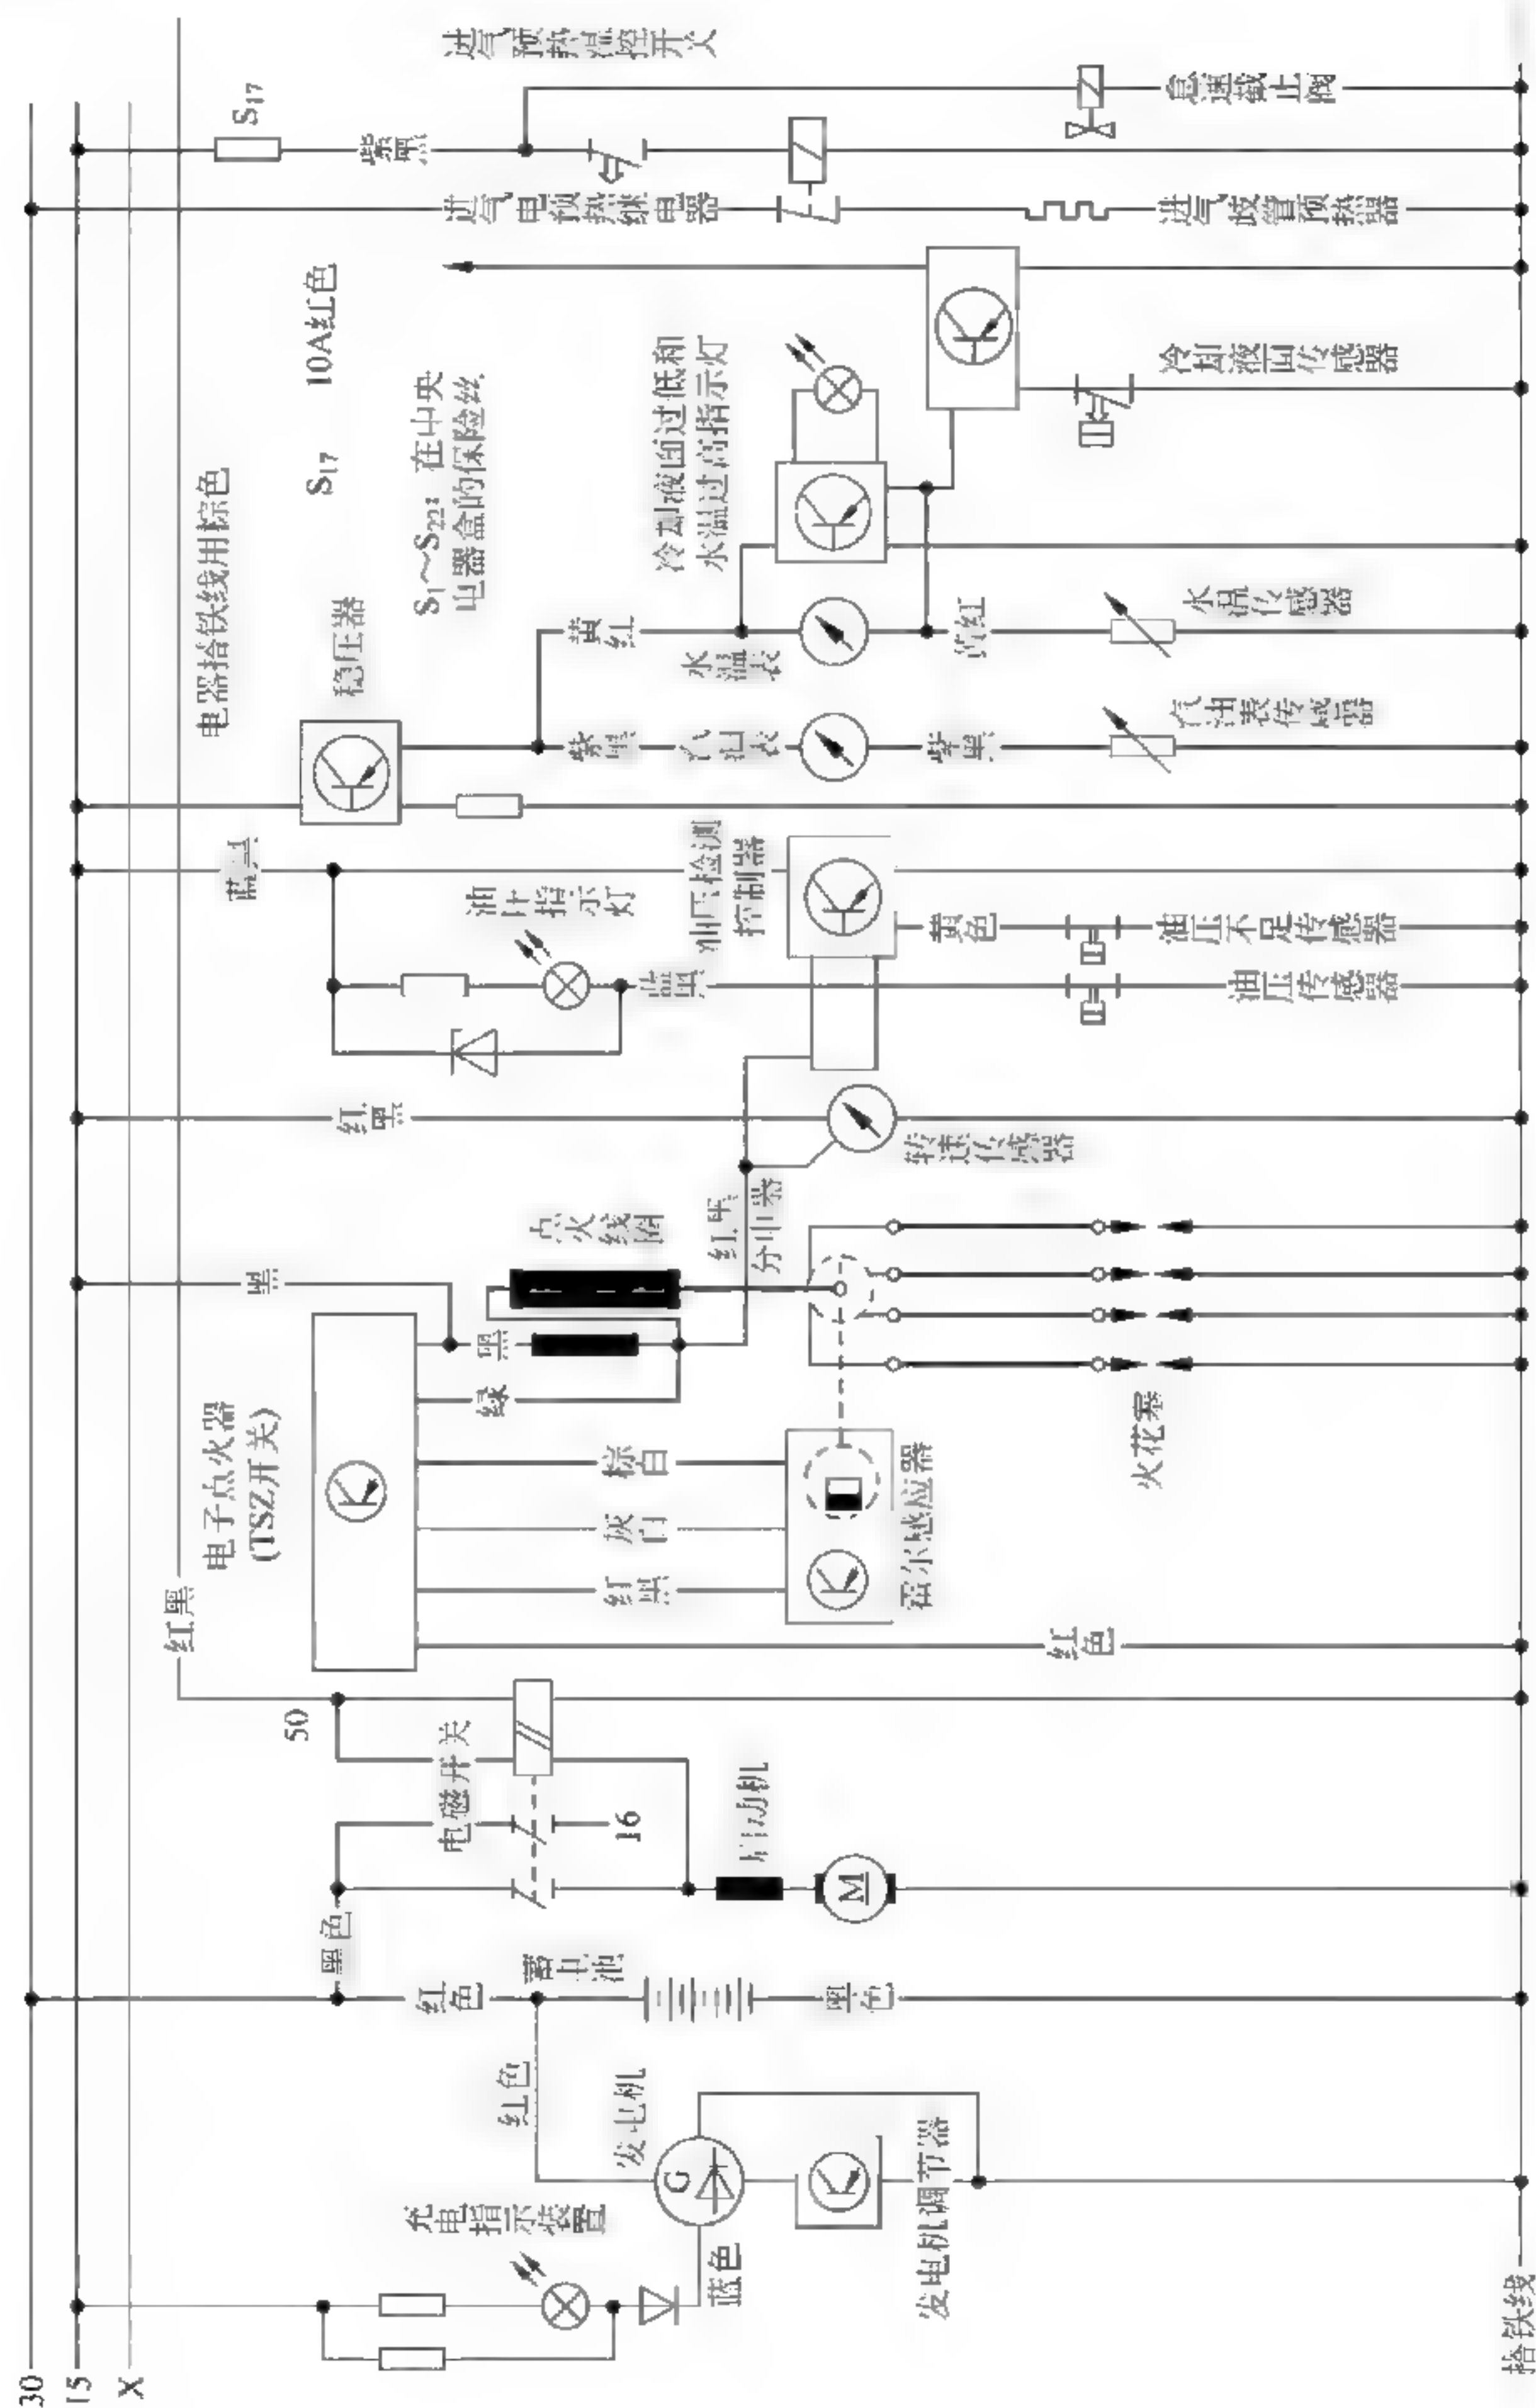 30
15
X
充电指示装置
蓝色
发电机
G
发电机调节器
红色
黑色
红色
蓄电池
黑色
电磁开关
50
16
启动机
M
红黑
电子点火器
(TSZ开关)
红黑
灰白
棕白
绿
黑
黑
红色
霍尔感应器
点火线圈
红黑
分电器
火花塞
红黑
转速传感器
蓝黑
油压指示灯
蓝黑
油压检测
控制器
黄色
油压不足传感器
油压传感器
电器搭铁线用棕色
稳压器
紫黑
汽油表
紫黑
汽油表传感器
黄红
水温表
黄红
水温传感器
S₁₇ 10A红色
S₁～S₂₂：在中央
电器盒的保险丝
冷却液面过低和
水温过高指示灯
冷却液面传感器
进气电预热继电器
进气歧管预热器
S₁₇
紫黑
进气预热温控开关
怠速截止阀
搭铁线